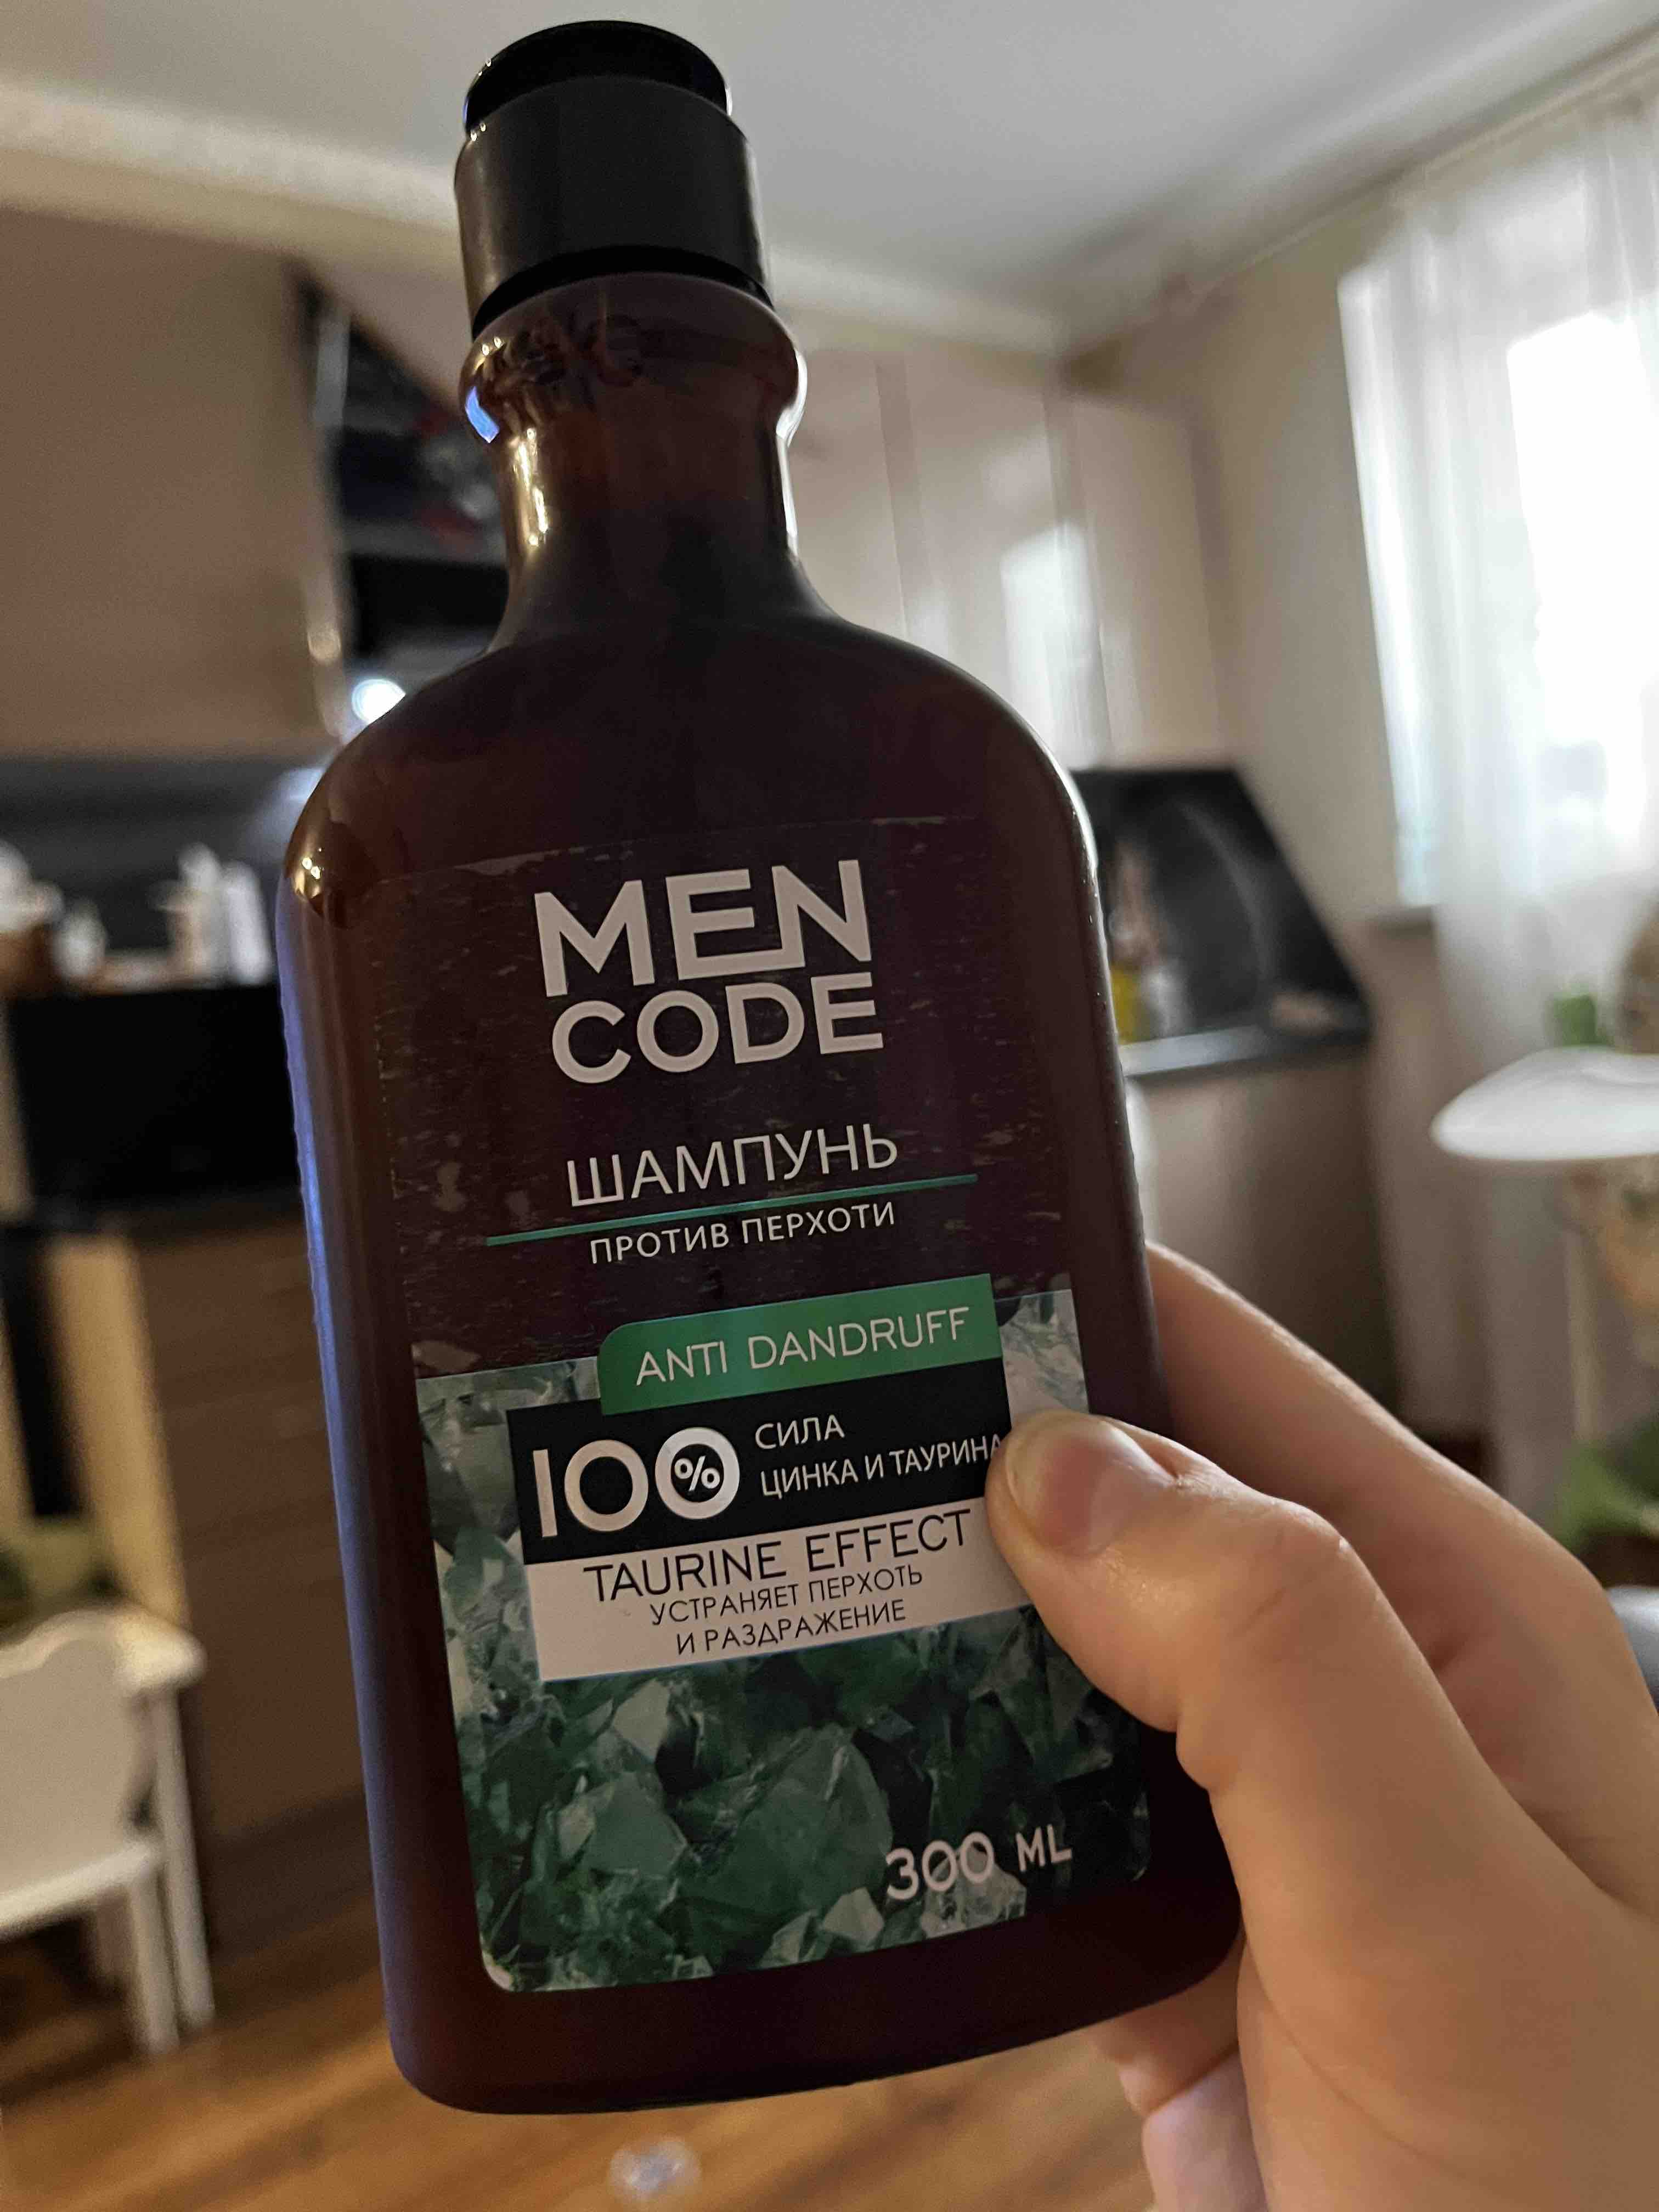 MEN
CODE
ШАМПУНЬ
ПРОТИВ ПЕРХОТИ
ANTI DANDRUFF
100%
СИЛА
ЦИНКА И ТАУРИНА
TAURINE EFFECT
УСТРАНЯЕТ ПЕРХОТЬ
И РАЗДРАЖЕНИЕ
300 ML